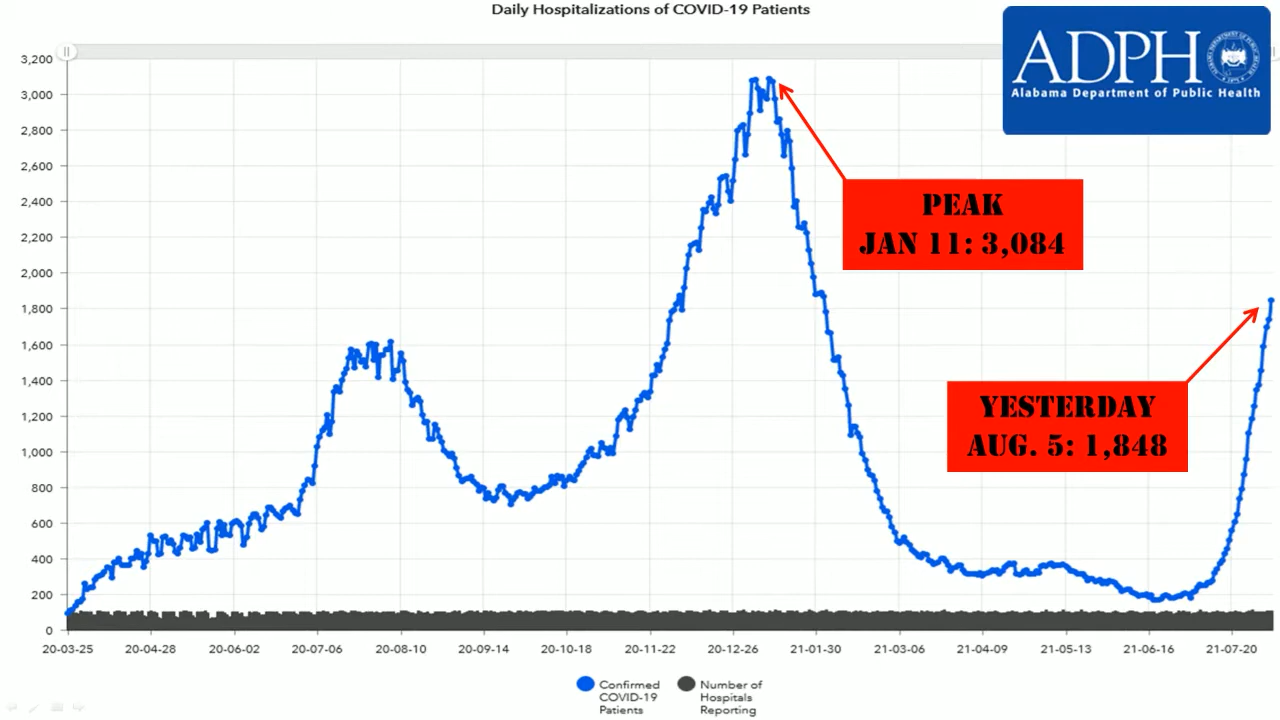 Daily Hospitalizations of COVID-19 Patients
ADPH
Alabama Department of Public Health
3,200
3,000
2,800
2,600
2,400
2,200
2,000
1,800
1,600
1,400
1,200
1,000
800
600
400
200
0
PEAK
JAN 11: 3,084
YESTERDAY
AUG. 5: 1,848
20-03-25 20-04-28 20-06-02 20-07-06 20-08-10 20-09-14 20-10-18 20-11-22 20-12-26 21-01-30 21-03-06 21-04-09 21-05-13 21-06-16 21-07-20
Confirmed
COVID-19
Patients
Number of
Hospitals
Reporting